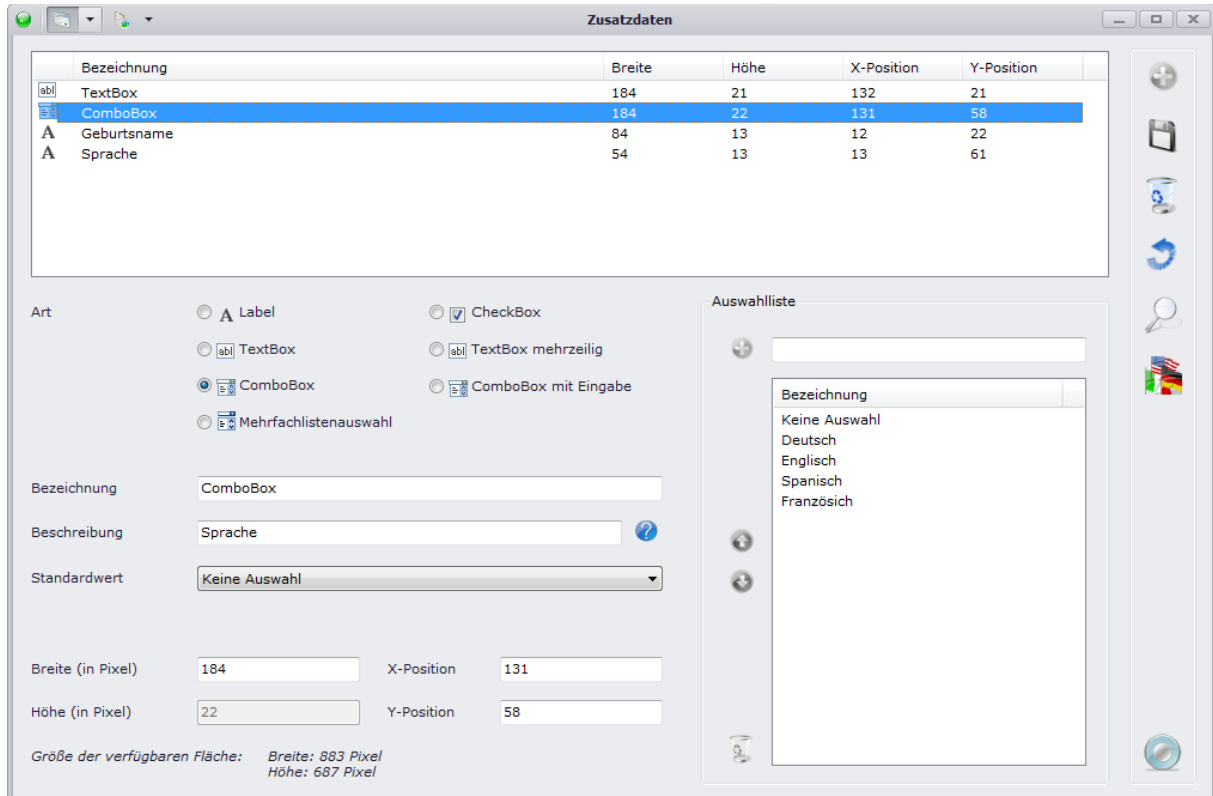 Zusatzdaten
Bezeichnung Breite Höhe X-Position Y-Position
abl TextBox 184 21 132 21
ComboBox 184 22 131 58
A Geburtsname 84 13 12 22
A Sprache 54 13 13 61
Art
A Label
CheckBox
abl TextBox
abl TextBox mehrzeilig
ComboBox
ComboBox mit Eingabe
Mehrfachlistenauswahl
Bezeichnung ComboBox
Beschreibung Sprache ?
Standardwert Keine Auswahl
Breite (in Pixel) 184 X-Position 131
Höhe (in Pixel) 22 Y-Position 58
Größe der verfügbaren Fläche: Breite: 883 Pixel
Höhe: 687 Pixel
Auswahlliste
Bezeichnung
Keine Auswahl
Deutsch
Englisch
Spanisch
Französich